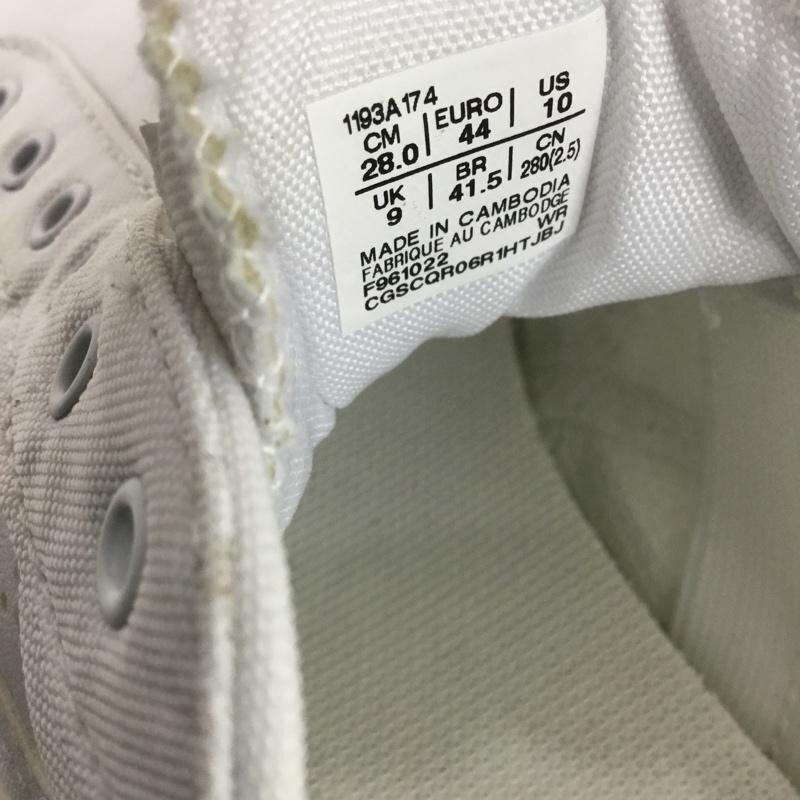 1193A174
CM | EURO | US
28.0 | 44 | 10
UK | BR | CN
9 | 41.5 | 280(2.5)
MADE IN CAMBODIA
FABRIQUE AU CAMBODGE
F961022 WR
CGSCQR06R1HTJBJ